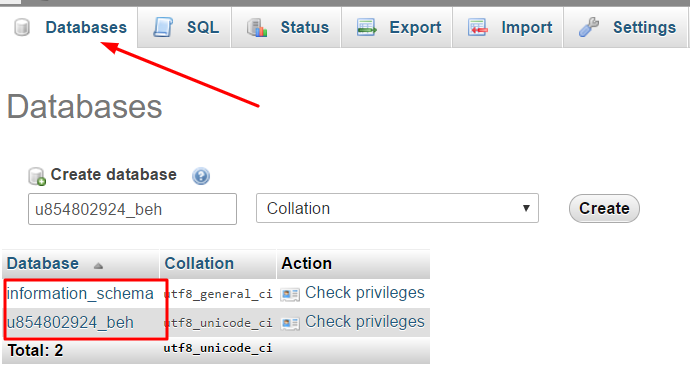 Databases SQL Status Export Import Settings
Databases
Create database
u854802924_beh Collation Create
Database Collation Action
information_schema utf8_general_ci Check privileges
u854802924_beh utf8_unicode_ci Check privileges
Total: 2 utf8_unicode_ci